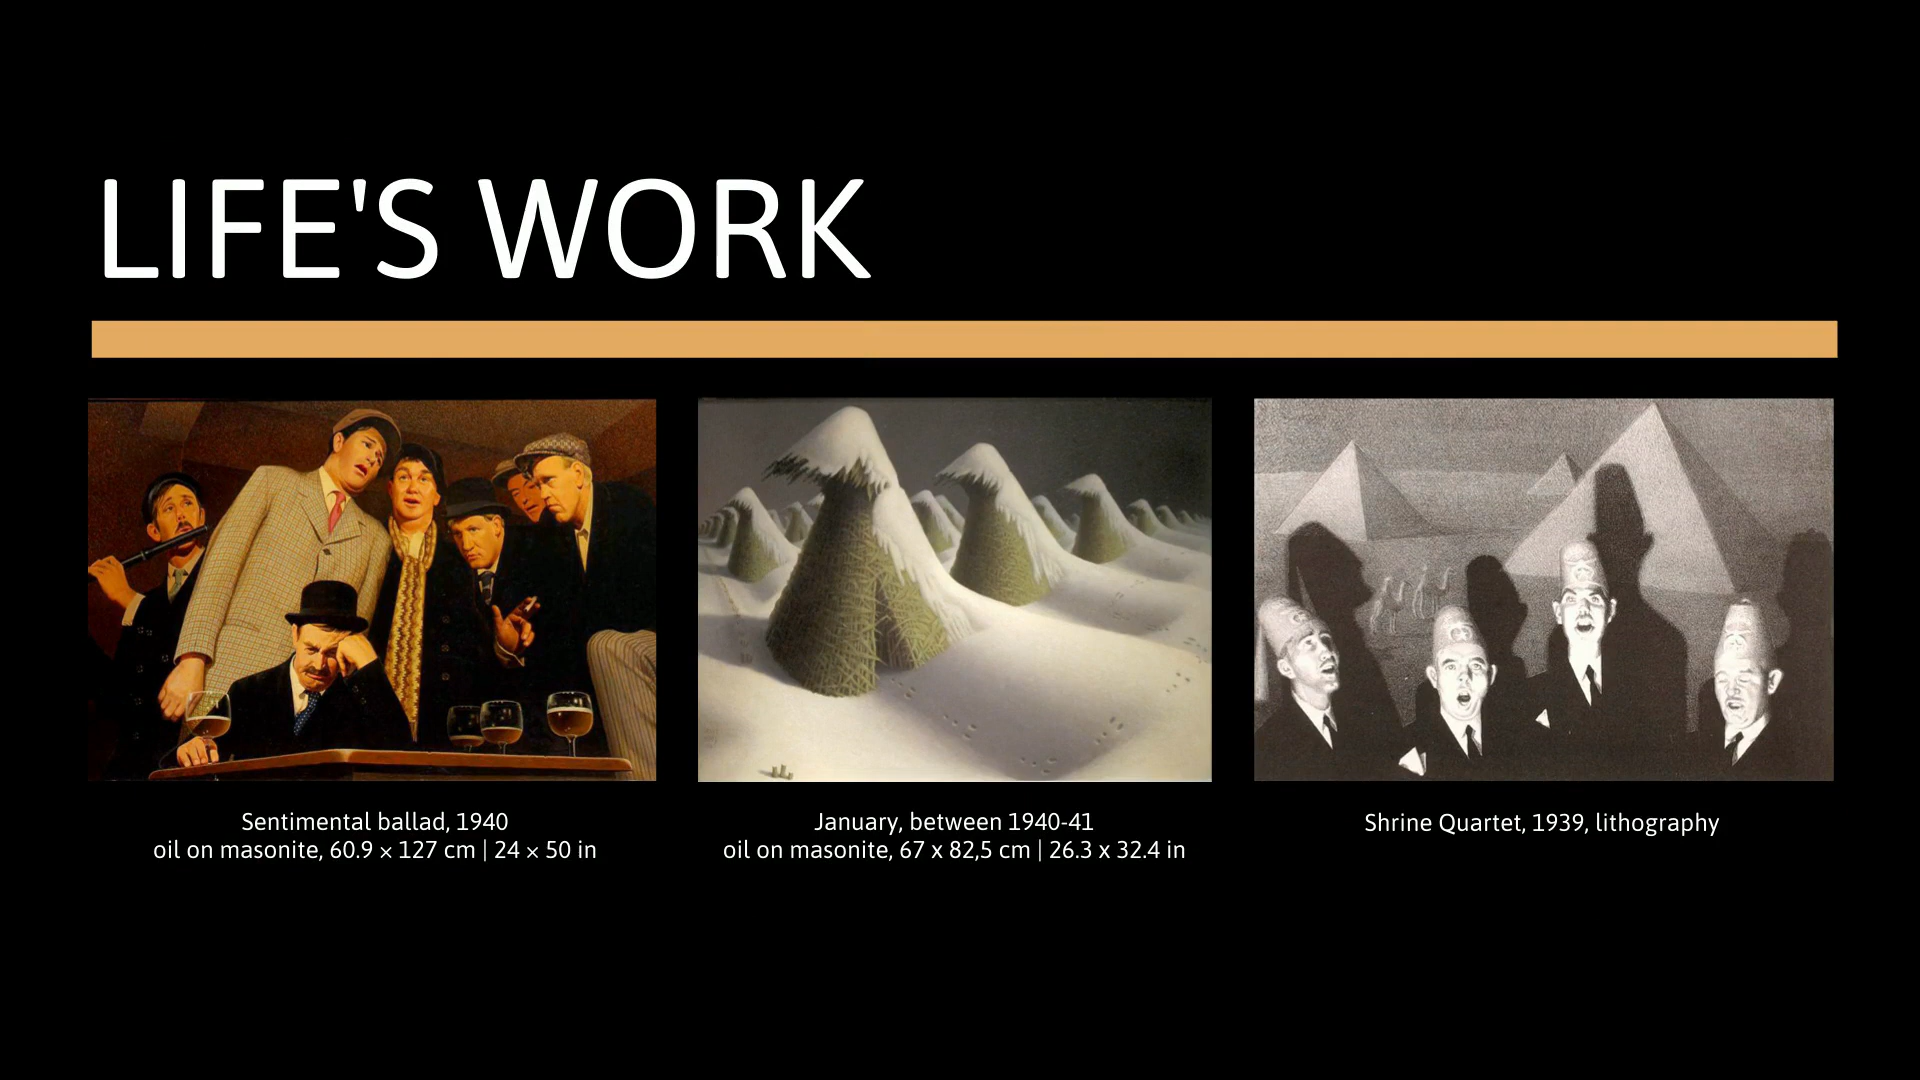 LIFE'S WORK
Sentimental ballad, 1940
oil on masonite, 60.9 × 127 cm | 24 × 50 in
January, between 1940-41
oil on masonite, 67 x 82,5 cm | 26.3 x 32.4 in
Shrine Quartet, 1939, lithography